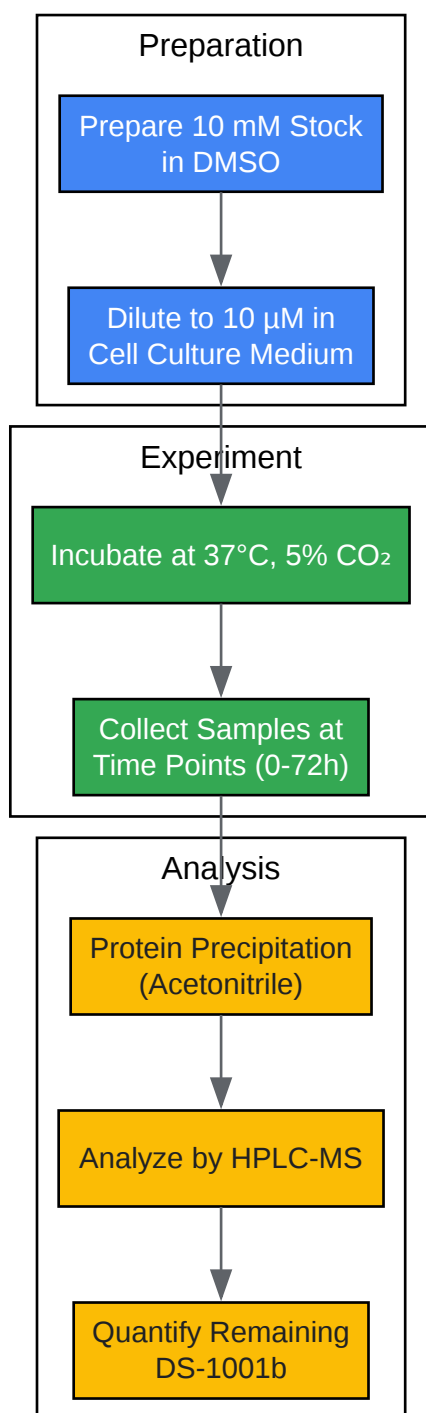 Preparation
Prepare 10 mM Stock
in DMSO
Dilute to 10 µM in
Cell Culture Medium
Experiment
Incubate at 37°C, 5% CO₂
Collect Samples at
Time Points (0-72h)
Analysis
Protein Precipitation
(Acetonitrile)
Analyze by HPLC-MS
Quantify Remaining
DS-1001b